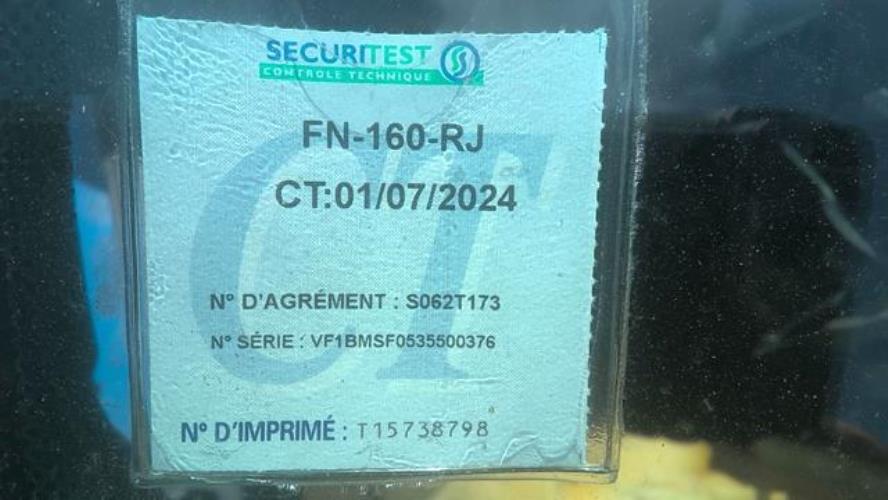 SECURITEST
CONTROLE TECHNIQUE
FN-160-RJ
CT:01/07/2024
CT
N° D'AGRÉMENT : S062T173
N° SÉRIE : VF1BMSF0535500376
N° D'IMPRIMÉ : T15738798